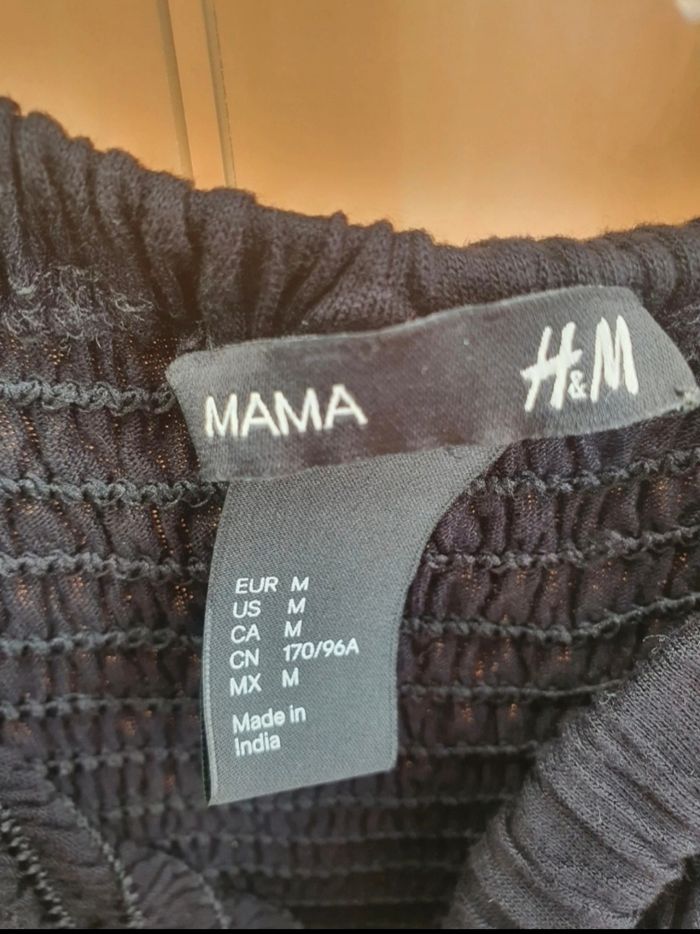 MAMA
H&M
EUR M
US M
CA M
CN 170/96A
MX M
Made in
India